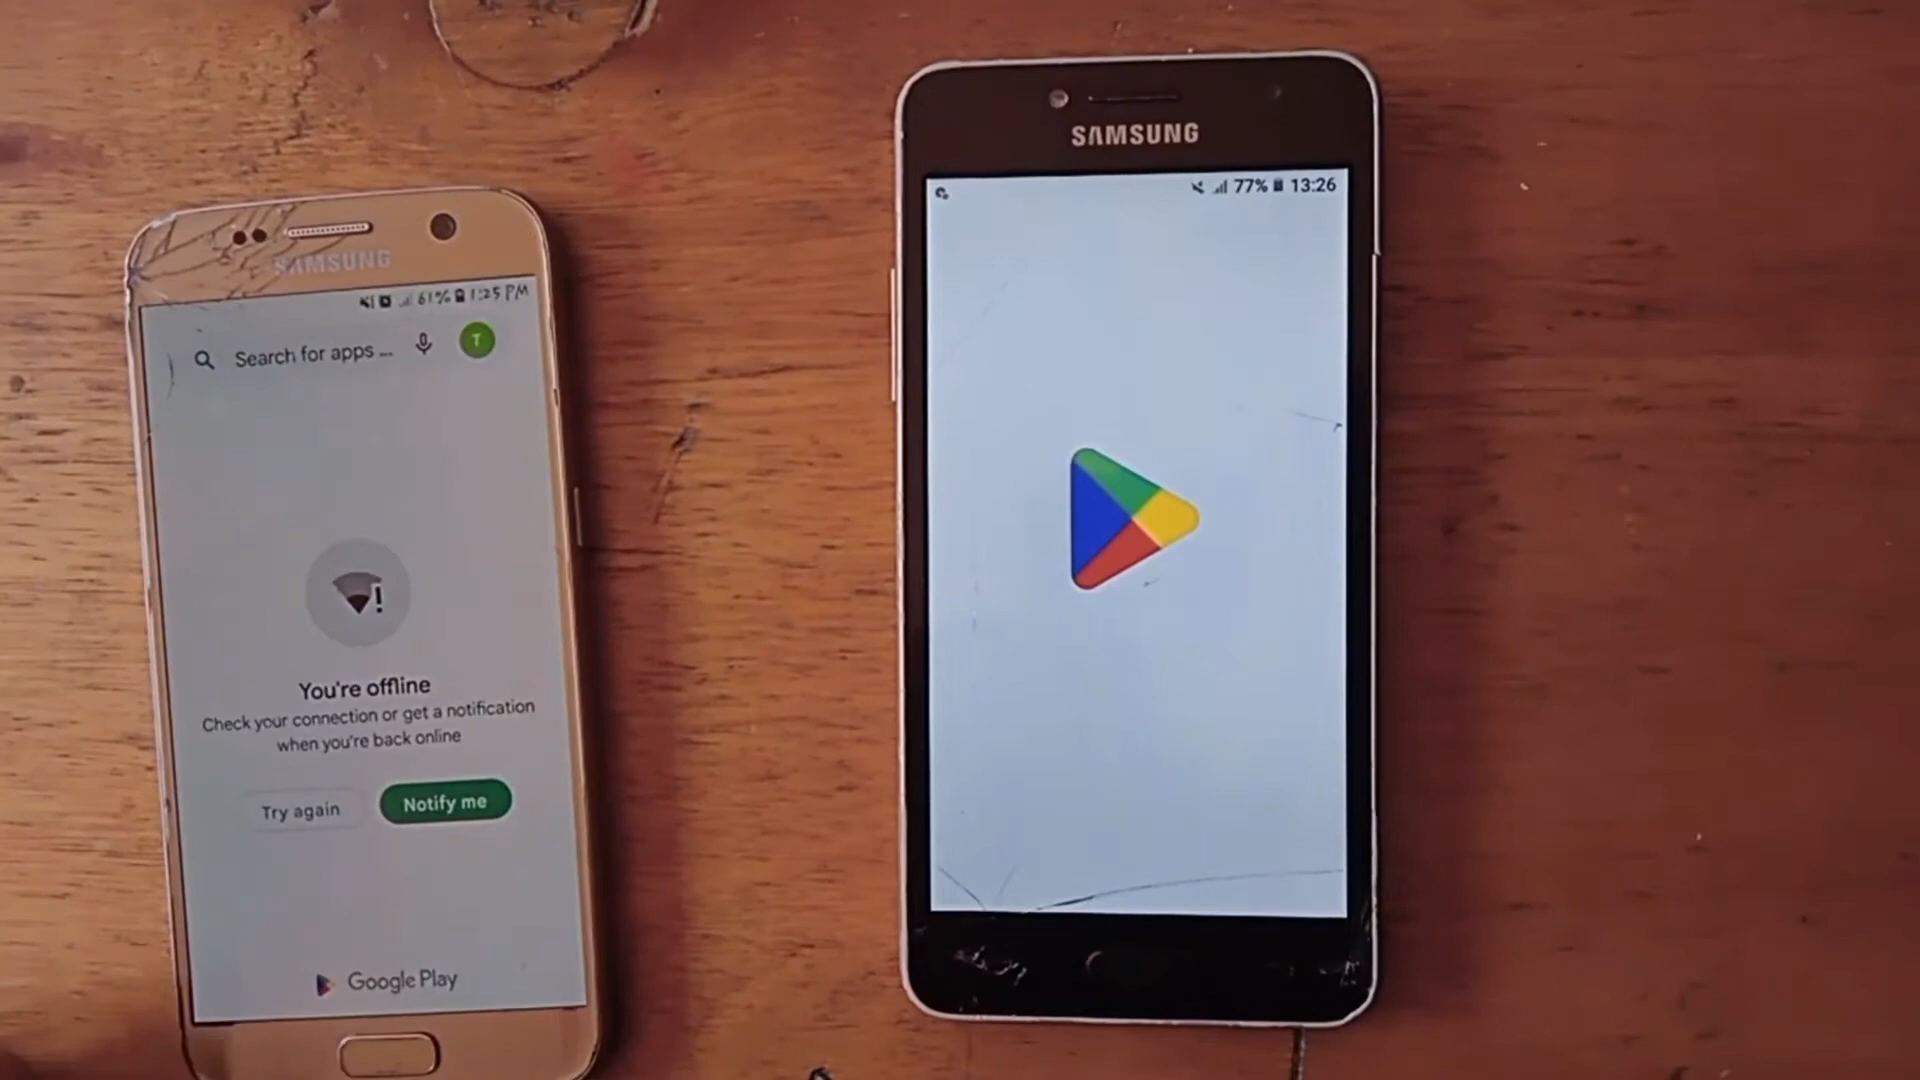 SAMSUNG
61% 1:25 PM
Search for apps ...
T
You're offline
Check your connection or get a notification
when you're back online
Try again
Notify me
Google Play
SAMSUNG
77% 13:26